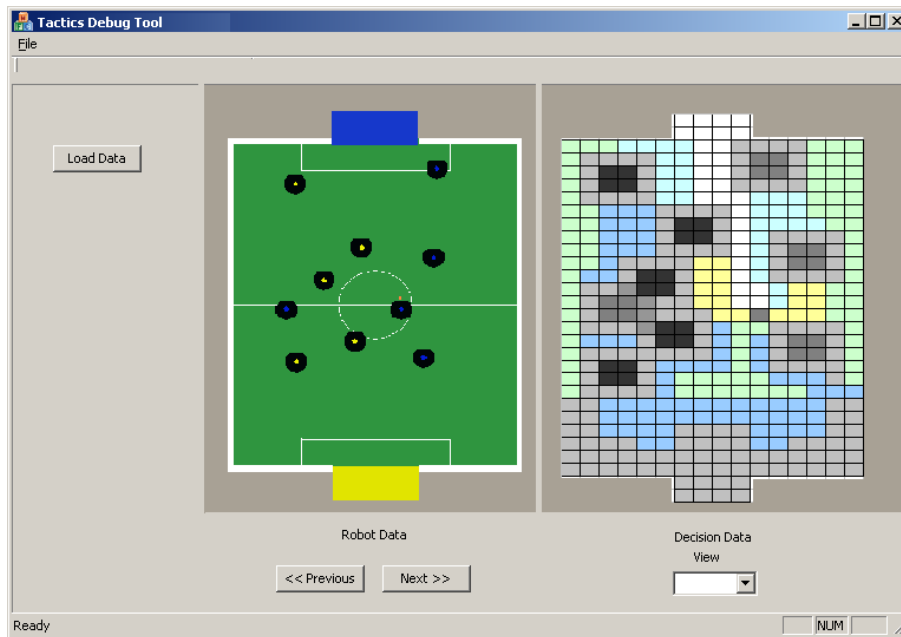 Tactics Debug Tool
File
Load Data
Robot Data
Decision Data
View
<< Previous
Next >>
Ready
NUM